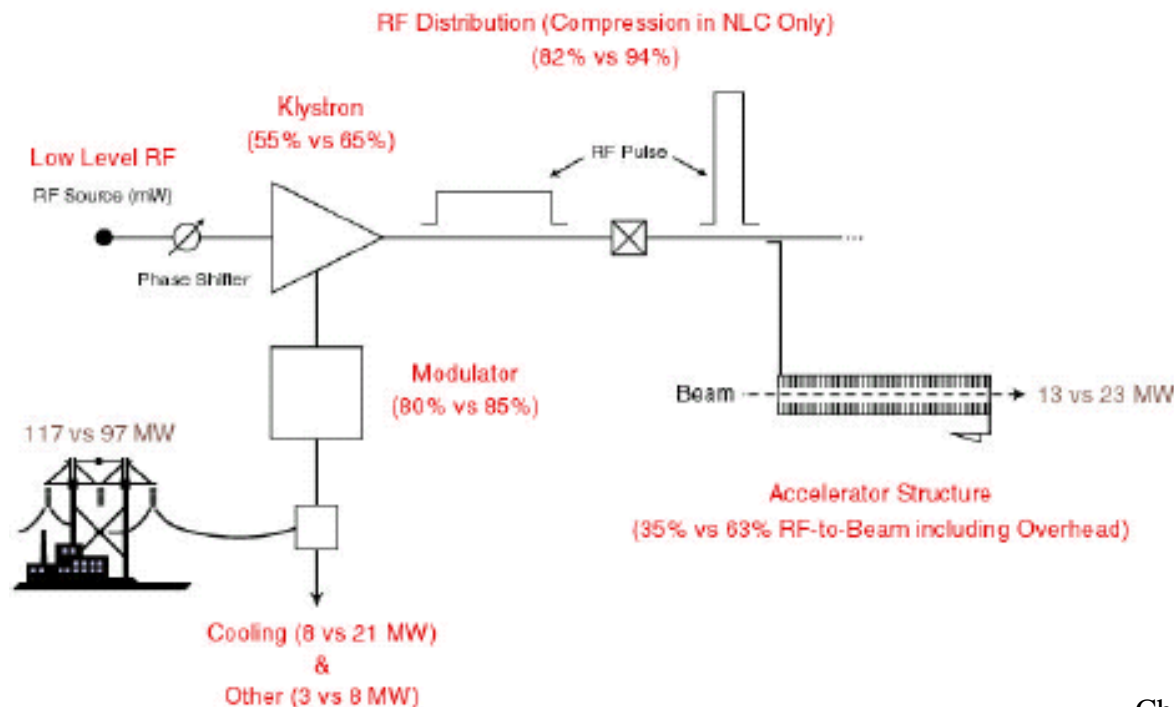 RF Distribution (Compression in NLC Only)
(82% vs 94%)
Klystron
(55% vs 65%)
Low Level RF
RF Source (mW)
RF Pulse
Phase Shifter
...
Modulator
(80% vs 85%)
Beam
13 vs 23 MW
117 vs 97 MW
Accelerator Structure
(35% vs 63% RF-to-Beam including Overhead)
Cooling (8 vs 21 MW)
&
Other (3 vs 8 MW)
Ch